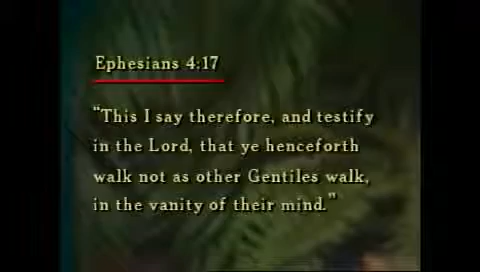 Ephesians 4:17
"This I say therefore, and testify
in the Lord, that ye henceforth
walk not as other Gentiles walk,
in the vanity of their mind."